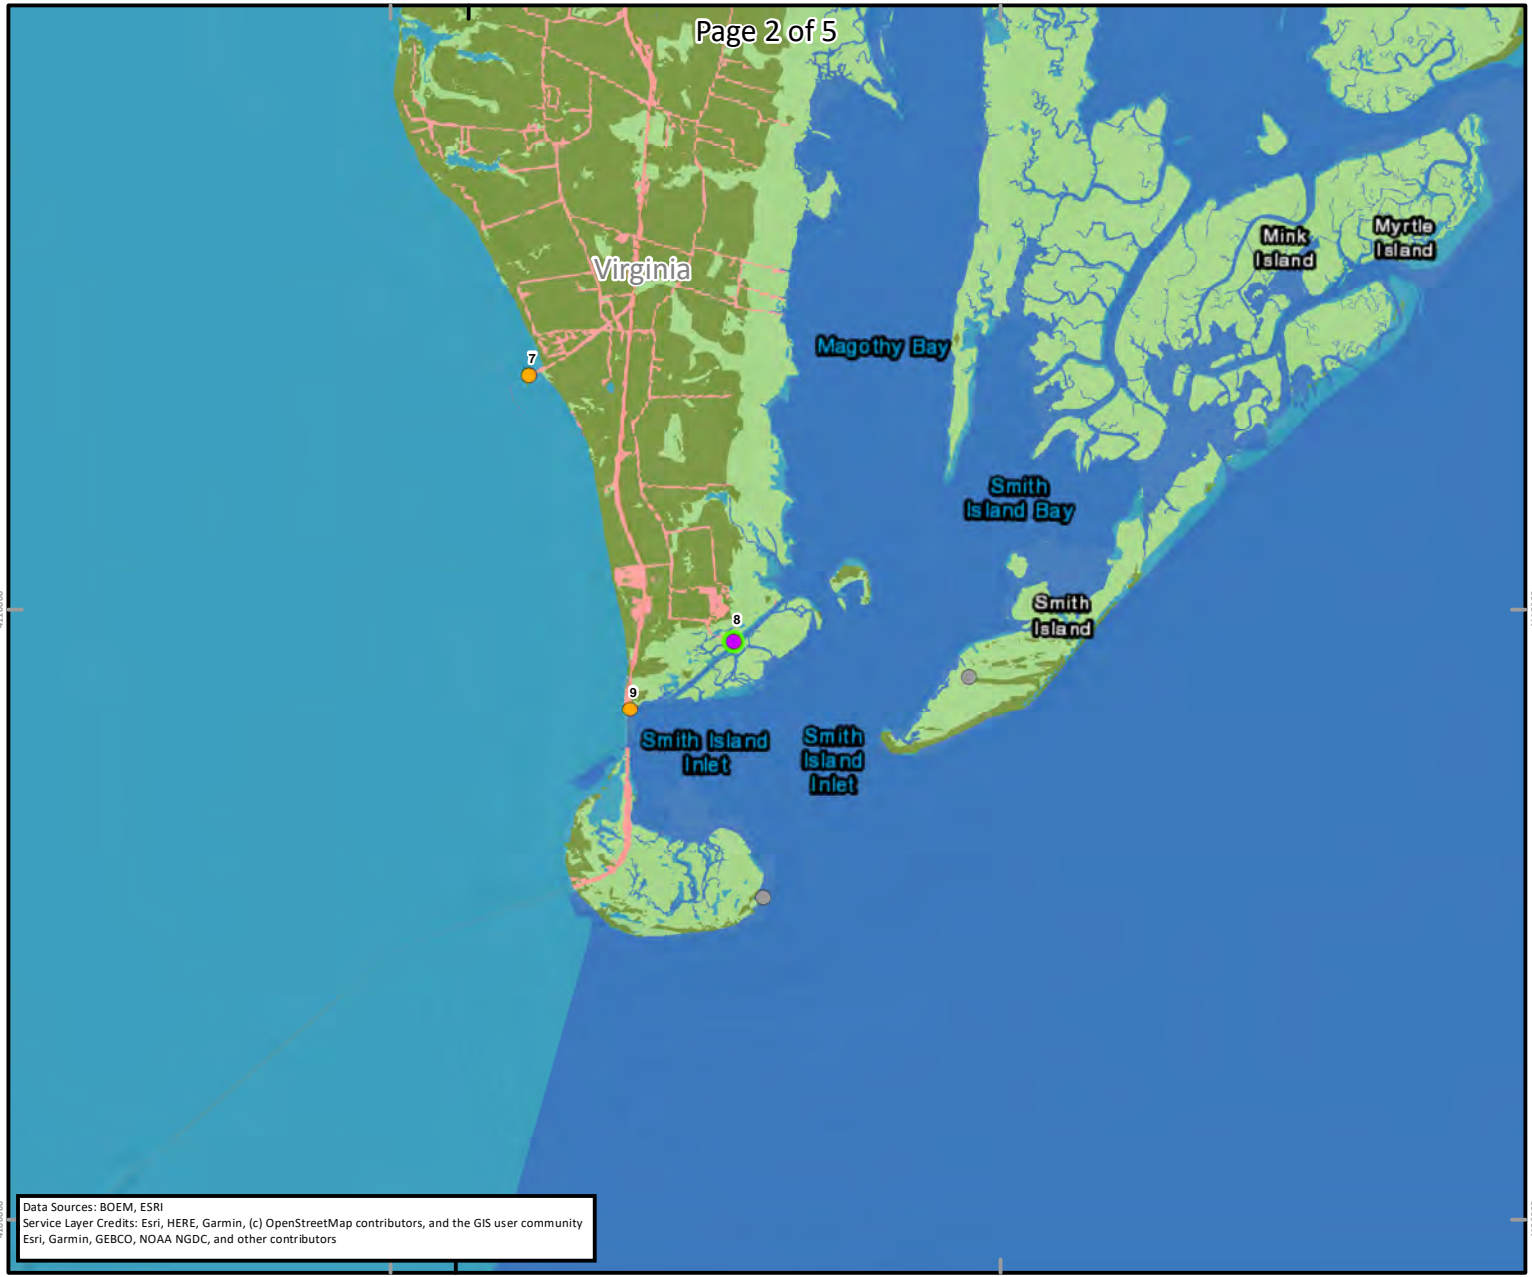 Page 2 of 5
Mink
Island
Myrtle
Island
Virginia
Magothy Bay
7
Smith
Island Bay
Smith
Island
8
9
Smith Island
Inlet
Smith
Island
Inlet
Data Sources: BOEM, ESRI
Service Layer Credits: Esri, HERE, Garmin, (c) OpenStreetMap contributors, and the GIS user community
Esri, Garmin, GEBCO, NOAA NGDC, and other contributors